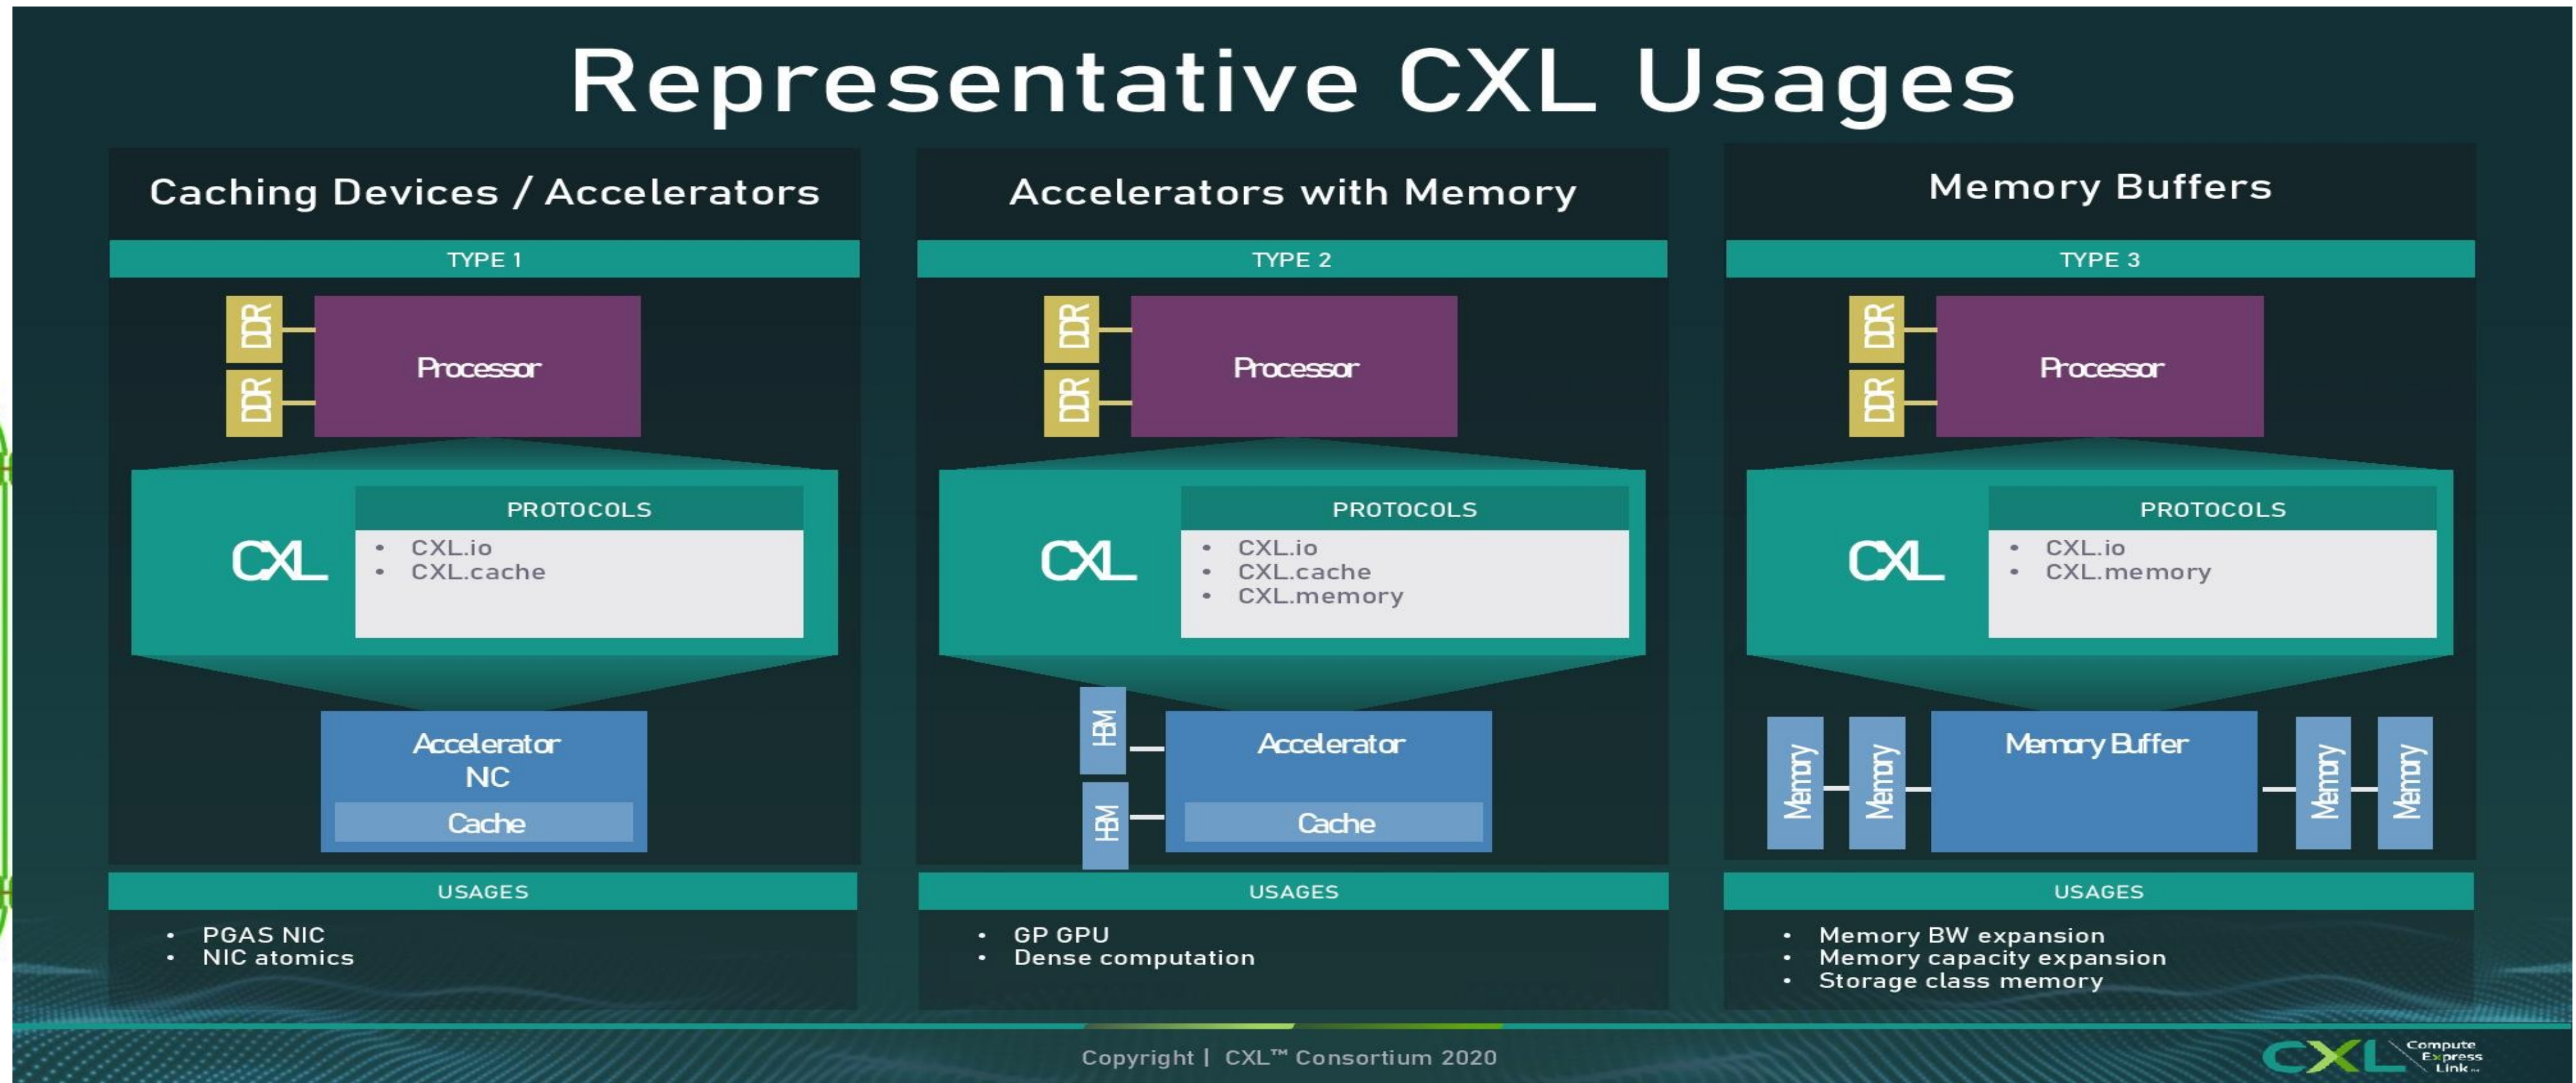 Representative CXL Usages
Caching Devices / Accelerators
TYPE 1
DDR
DDR
Processor
CXL
PROTOCOLS
• CXL.io
• CXL.cache
Accelerator
NIC
Cache
USAGES
• PGAS NIC
• NIC atomics
Accelerators with Memory
TYPE 2
DDR
DDR
Processor
CXL
PROTOCOLS
• CXL.io
• CXL.cache
• CXL.memory
HBM
HBM
Accelerator
Cache
USAGES
• GP GPU
• Dense computation
Memory Buffers
TYPE 3
DDR
DDR
Processor
CXL
PROTOCOLS
• CXL.io
• CXL.memory
Memory
Memory
Memory Buffer
Memory
Memory
USAGES
• Memory BW expansion
• Memory capacity expansion
• Storage class memory
Copyright | CXL™ Consortium 2020
CXL
Compute
Express
Link